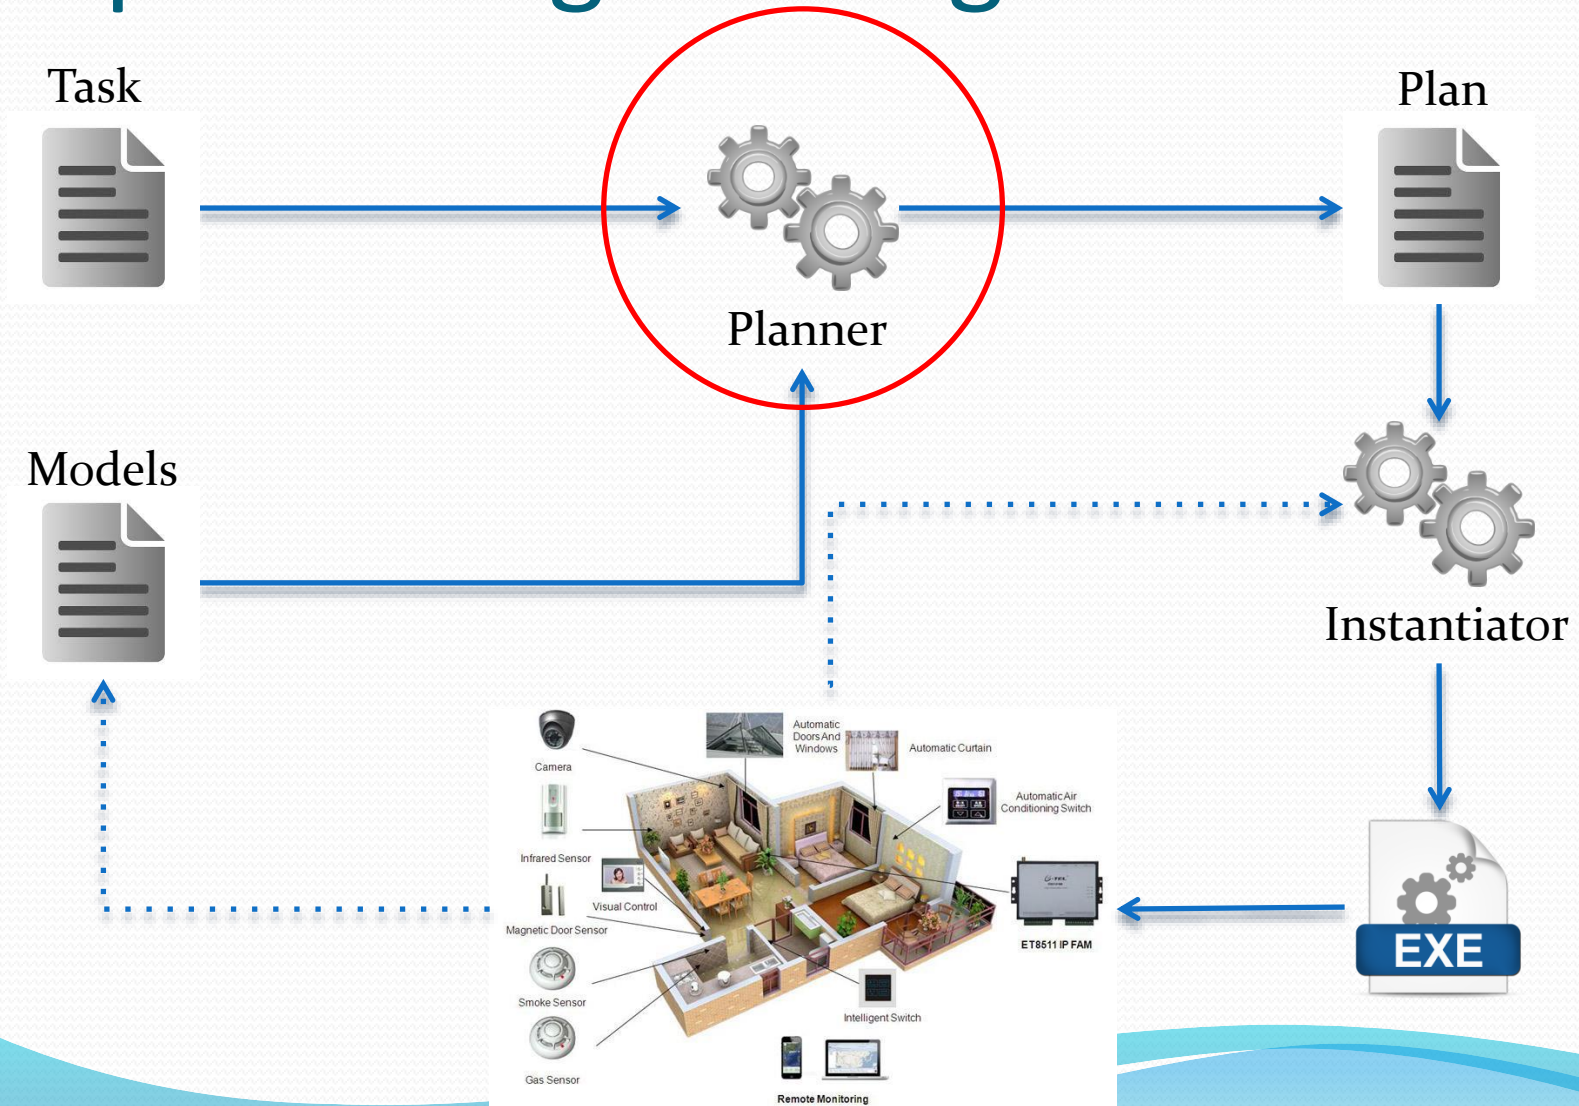 Task
Plan
Planner
Models
Instantiator
Camera
Automatic
Doors And
Windows
Automatic Curtain
Automatic Air
Conditioning Switch
Infrared Sensor
Visual Control
Magnetic Door Sensor
ET8511 IP FAM
EXE
Smoke Sensor
Intelligent Switch
Gas Sensor
Remote Monitoring